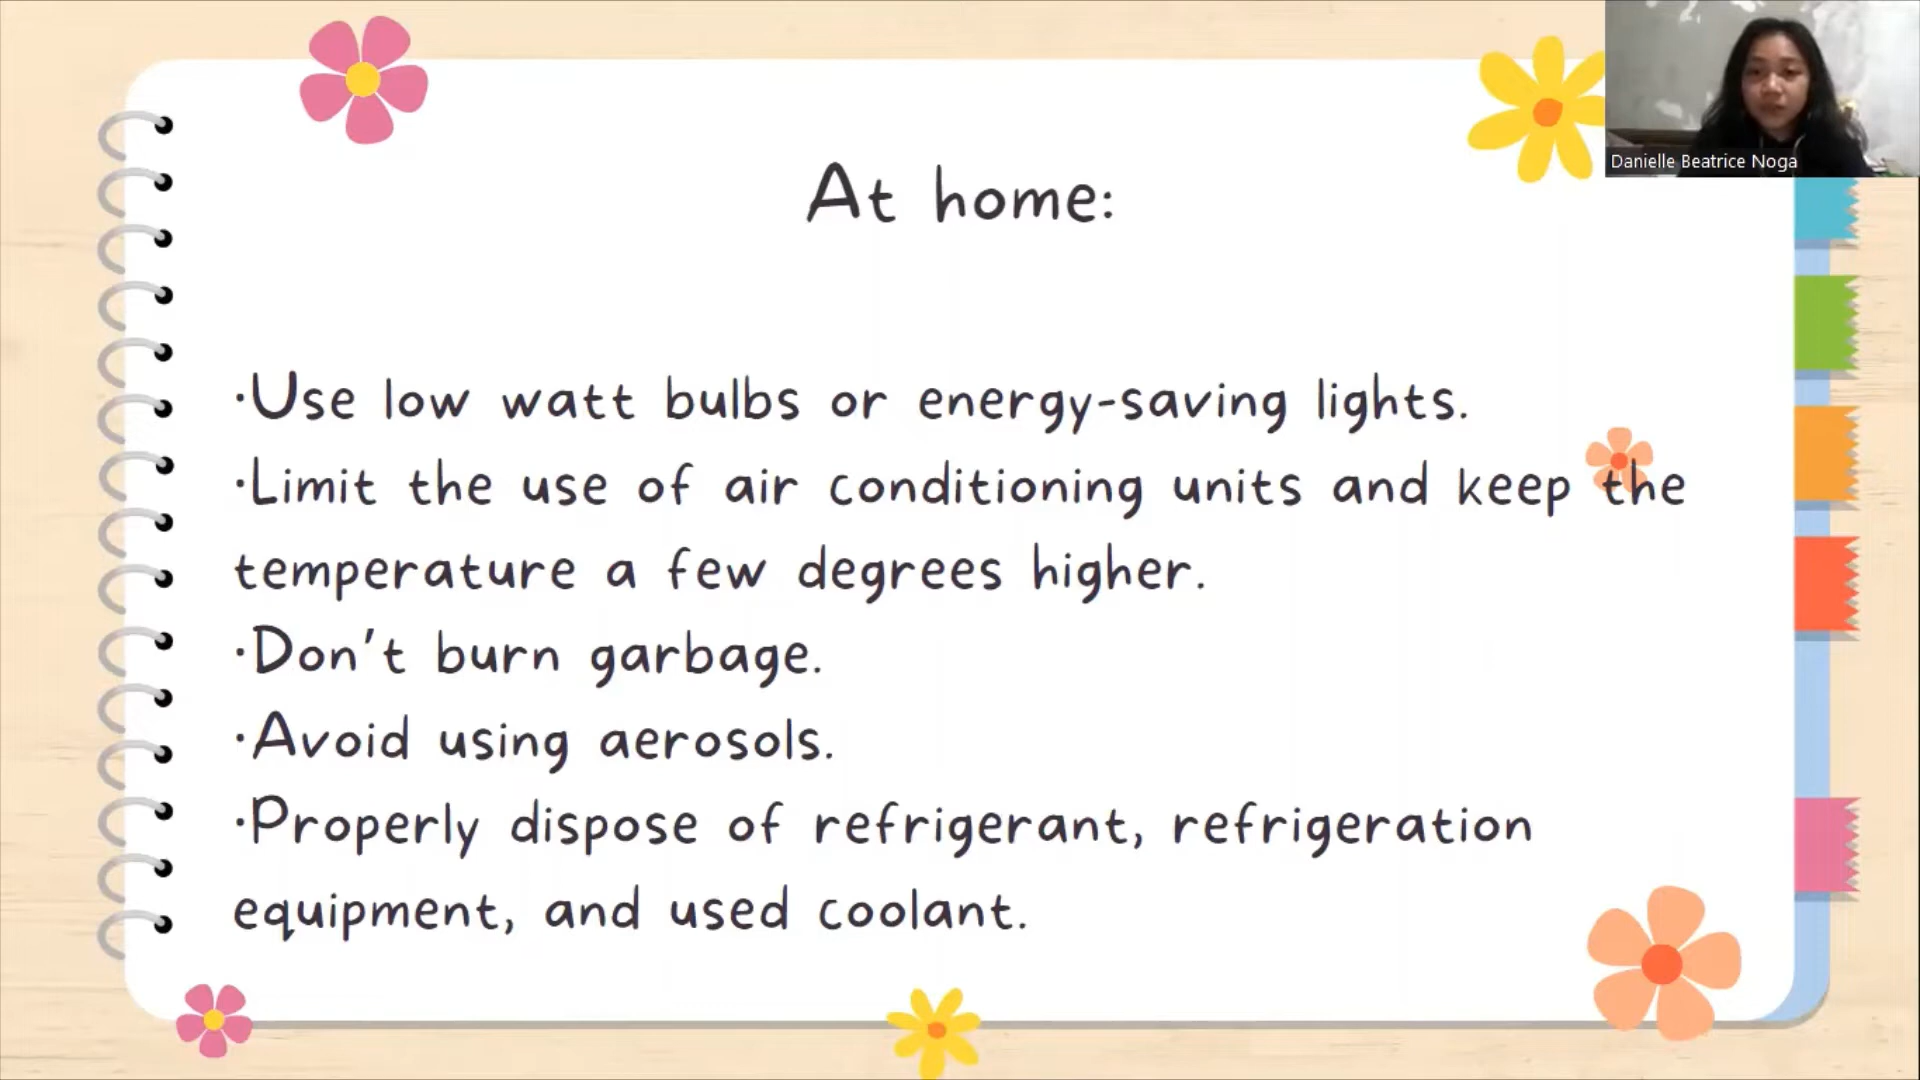 Danielle Beatrice Noga
At home:
·Use low watt bulbs or energy-saving lights.
·Limit the use of air conditioning units and keep the
temperature a few degrees higher.
·Don't burn garbage.
·Avoid using aerosols.
·Properly dispose of refrigerant, refrigeration
equipment, and used coolant.